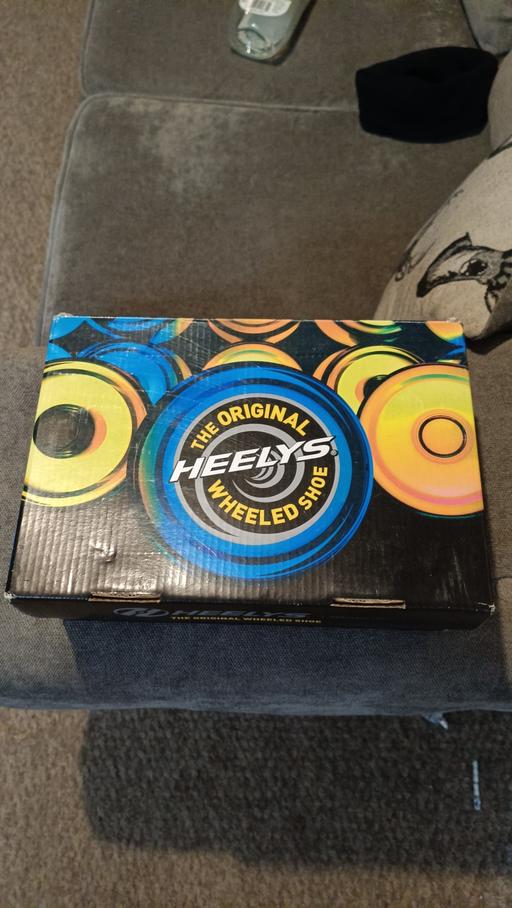 THE ORIGINAL
HEELYS®
WHEELED SHOE
HEELYS
THE ORIGINAL WHEELED SHOE